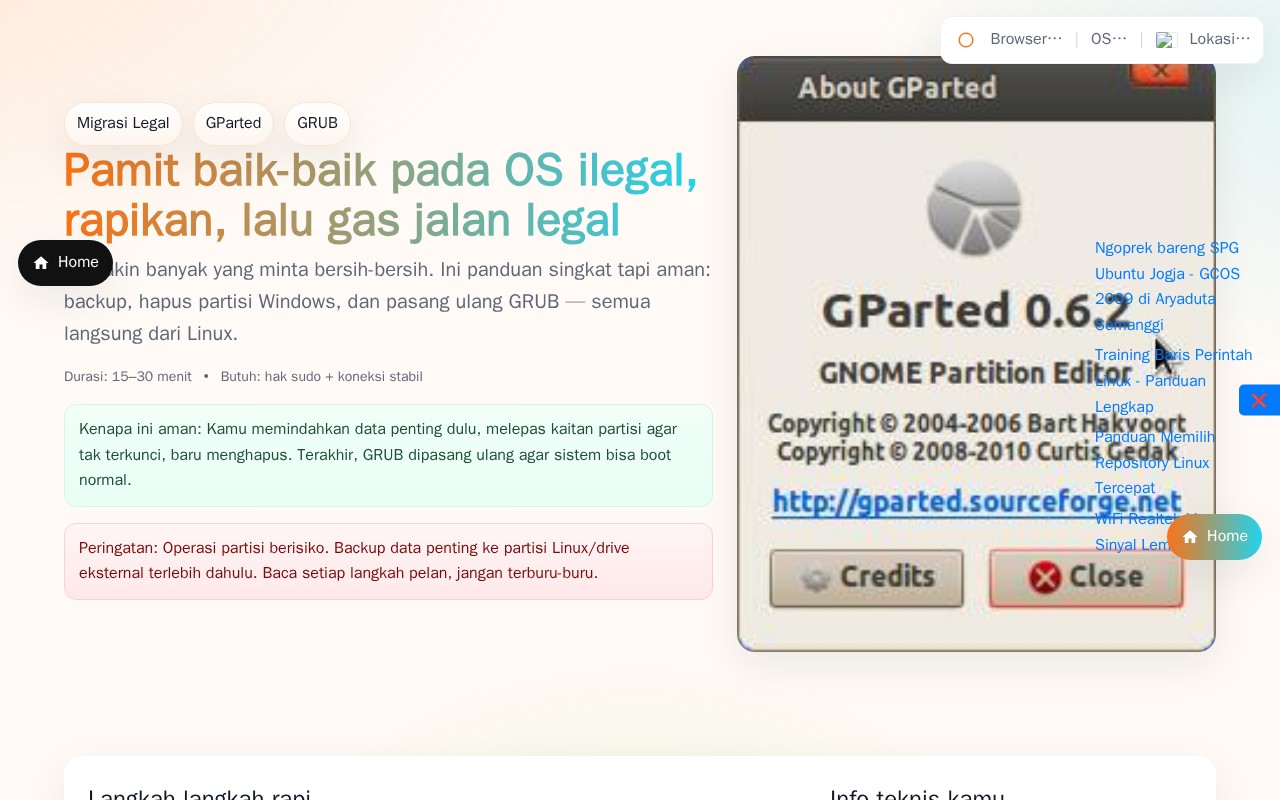 Browser⋯ OS⋯ Lokasi⋯
Migrasi Legal GParted GRUB
Pamit baik-baik pada OS ilegal,
rapikan, lalu gas jalan legal
Home
banyak yang minta bersih-bersih. Ini panduan singkat tapi aman:
backup, hapus partisi Windows, dan pasang ulang GRUB — semua
langsung dari Linux.
Durasi: 15–30 menit • Butuh: hak sudo + koneksi stabil
Kenapa ini aman: Kamu memindahkan data penting dulu, melepas kaitan partisi agar
tak terkunci, baru menghapus. Terakhir, GRUB dipasang ulang agar sistem bisa boot
normal.
Peringatan: Operasi partisi berisiko. Backup data penting ke partisi Linux/drive
eksternal terlebih dahulu. Baca setiap langkah pelan, jangan terburu-buru.
About GParted
GParted 0.6.2
GNOME Partition Editor
Copyright © 2004-2006 Bart Hakvoort
Copyright © 2008-2010 Curtis Gedak
http://gparted.sourceforge.net
Credits Close
Ngoprek bareng SPG
Ubuntu Jogja - GCOS
2009 di Aryaduta
Semanggi
Training Baris Perintah
Linux - Panduan
Lengkap
Panduan Memilih
Repository Linux
Tercepat
WiFi Realtek
Sinyal
Home
Langkah langkah rapi
Info teknis kamu